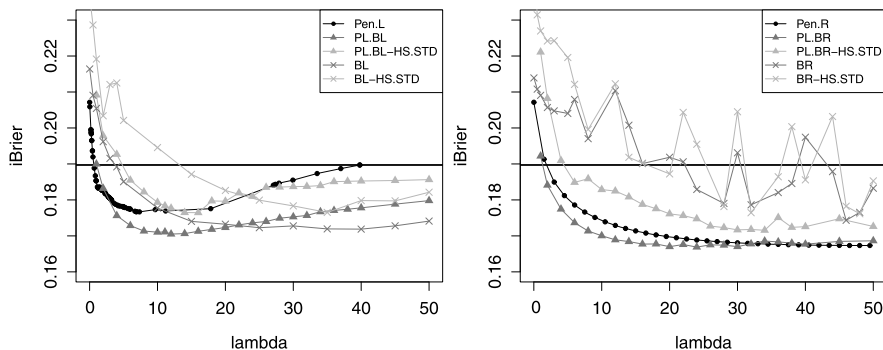 iBrier
0.16 0.18 0.20 0.22
0 10 20 30 40 50
lambda
Pen.L
PL.BL
PL.BL-HS.STD
BL
BL-HS.STD
iBrier
0.16 0.18 0.20 0.22
0 10 20 30 40 50
lambda
Pen.R
PL.BR
PL.BR-HS.STD
BR
BR-HS.STD